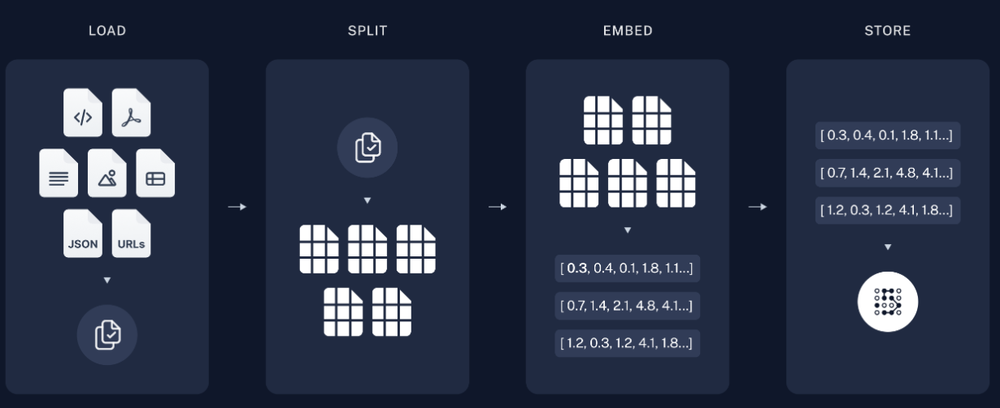 LOAD
SPLIT
EMBED
STORE
</>
JSON
URLs
[ 0.3, 0.4, 0.1, 1.8, 1.1...]
[ 0.7, 1.4, 2.1, 4.8, 4.1...]
[ 1.2, 0.3, 1.2, 4.1, 1.8...]
[ 0.3, 0.4, 0.1, 1.8, 1.1...]
[ 0.7, 1.4, 2.1, 4.8, 4.1...]
[ 1.2, 0.3, 1.2, 4.1, 1.8...]